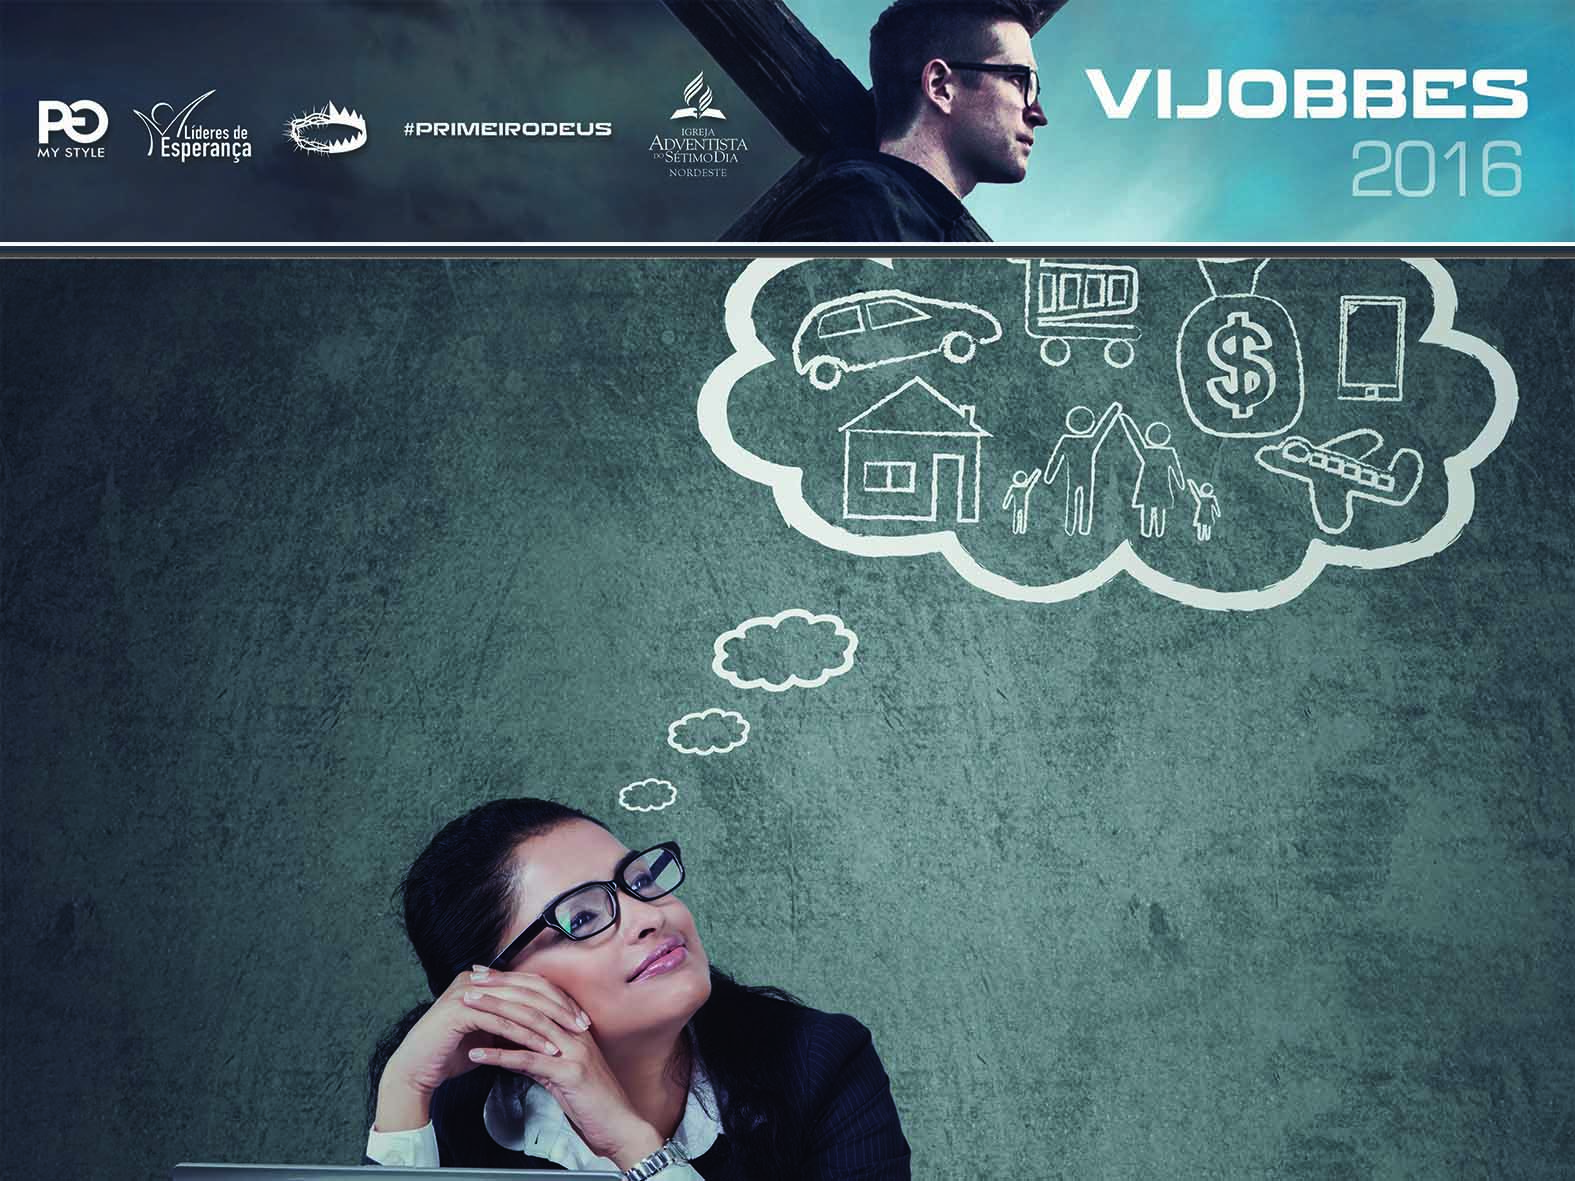 PG
MY STYLE
Líderes de
Esperança
#PRIMEIRODEUS
IGREJA
ADVENTISTA
DO SÉTIMO DIA
NORDESTE
VIJOBBES
2016
$